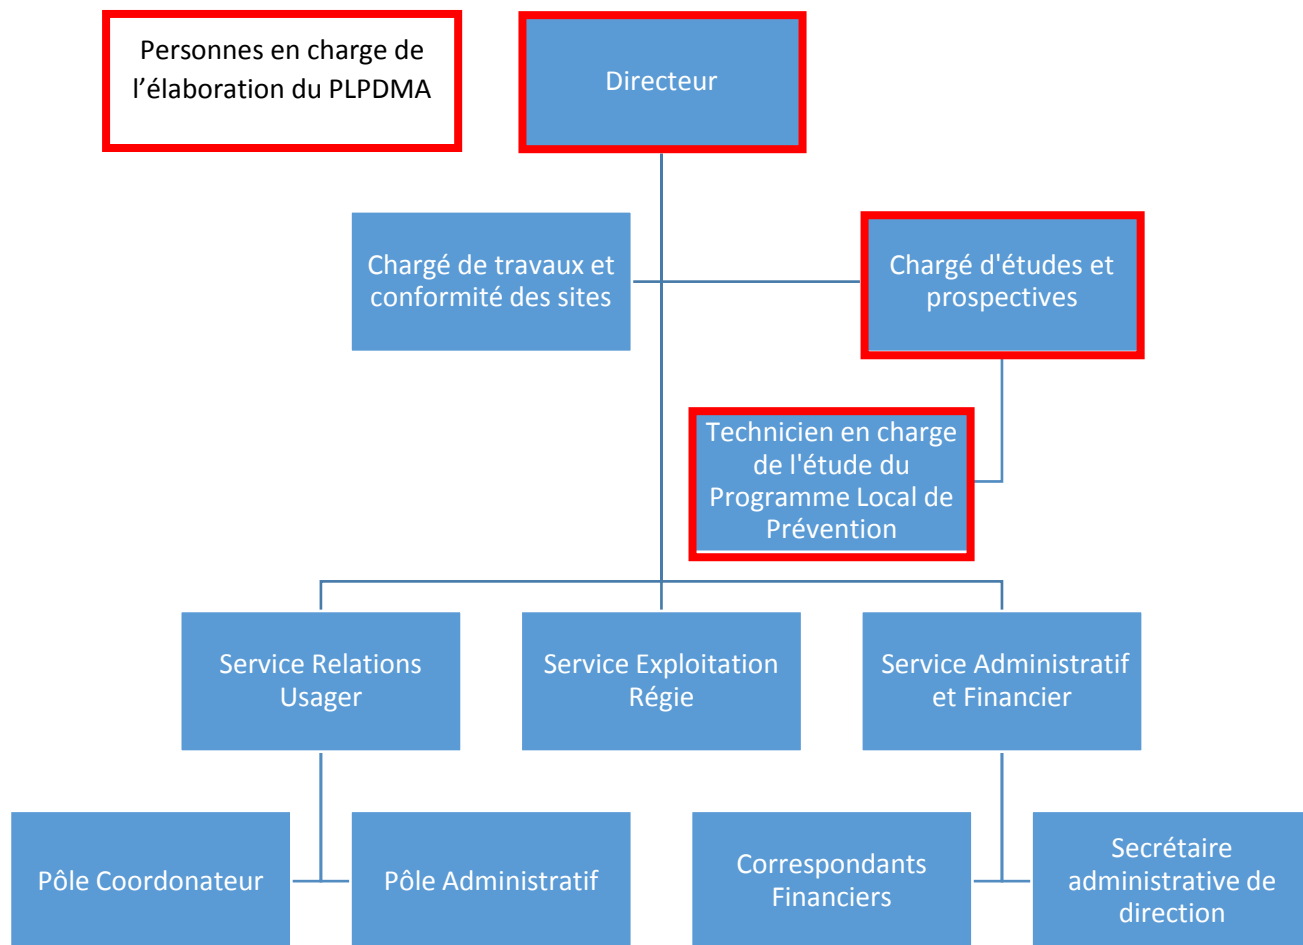 Personnes en charge de
l’élaboration du PLPDMA
Directeur
Chargé de travaux et
conformité des sites
Chargé d'études et
prospectives
Technicien en charge
de l'étude du
Programme Local de
Prévention
Service Relations
Usager
Service Exploitation
Régie
Service Administratif
et Financier
Pôle Coordonateur
Pôle Administratif
Correspondants
Financiers
Secrétaire
administrative de
direction